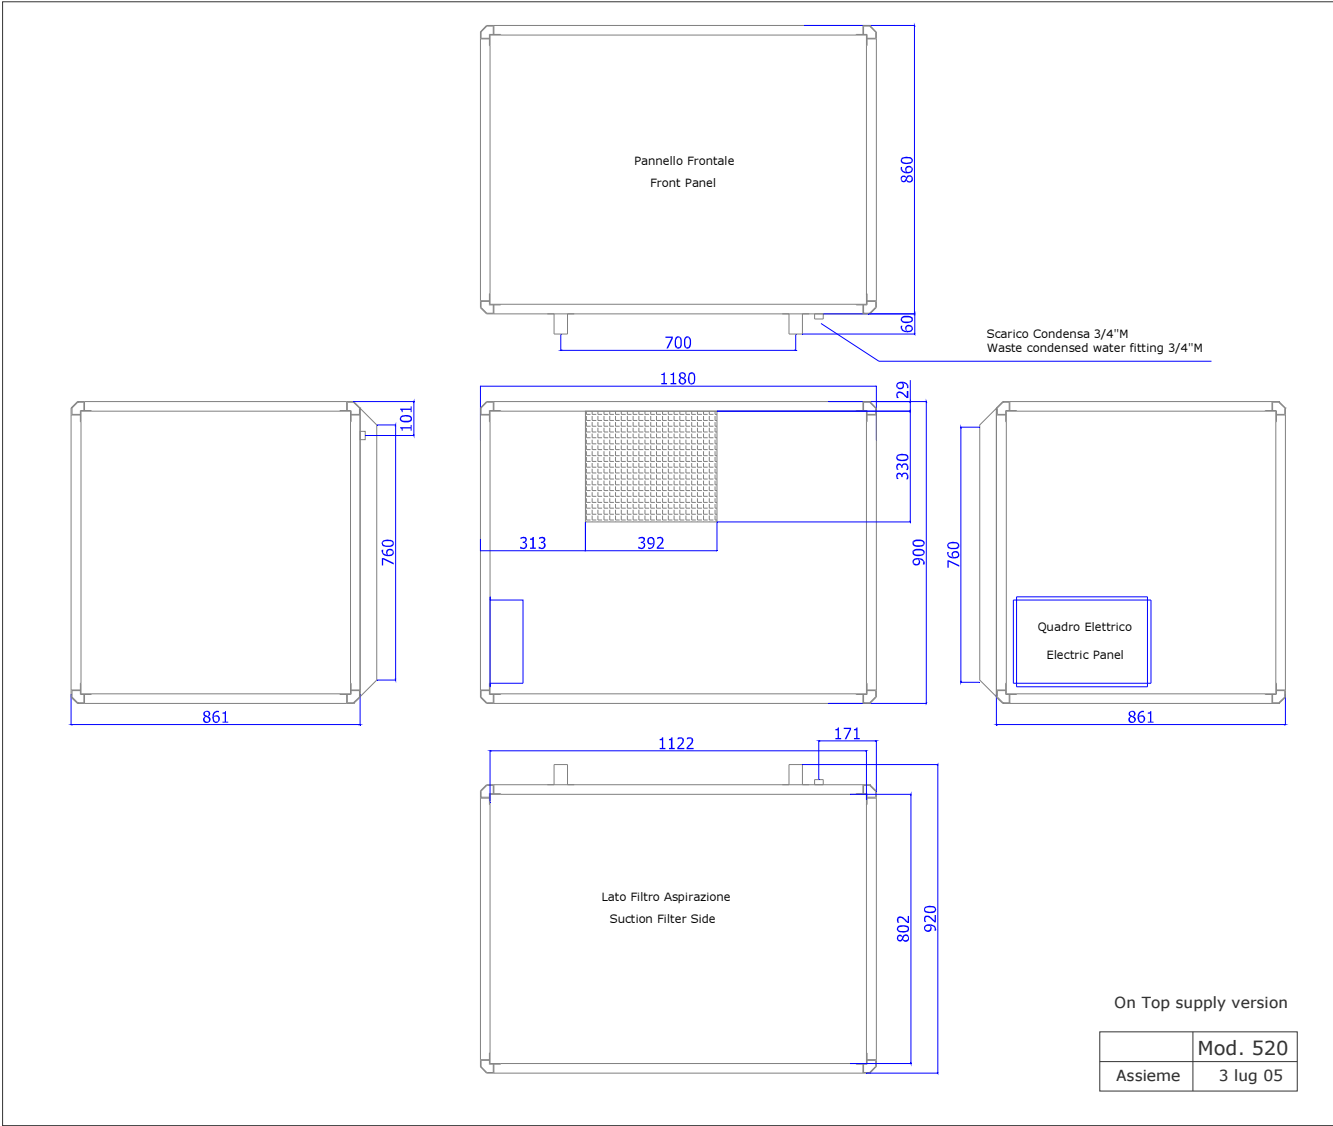 Pannello Frontale
Front Panel
860
60
700
Scarico Condensa 3/4"M
Waste condensed water fitting 3/4"M
1180
29
101
330
313
392
760
900
760
Quadro Elettrico
Electric Panel
861
861
171
1122
Lato Filtro Aspirazione
Suction Filter Side
802
920
On Top supply version
Mod. 520
Assieme 3 lug 05